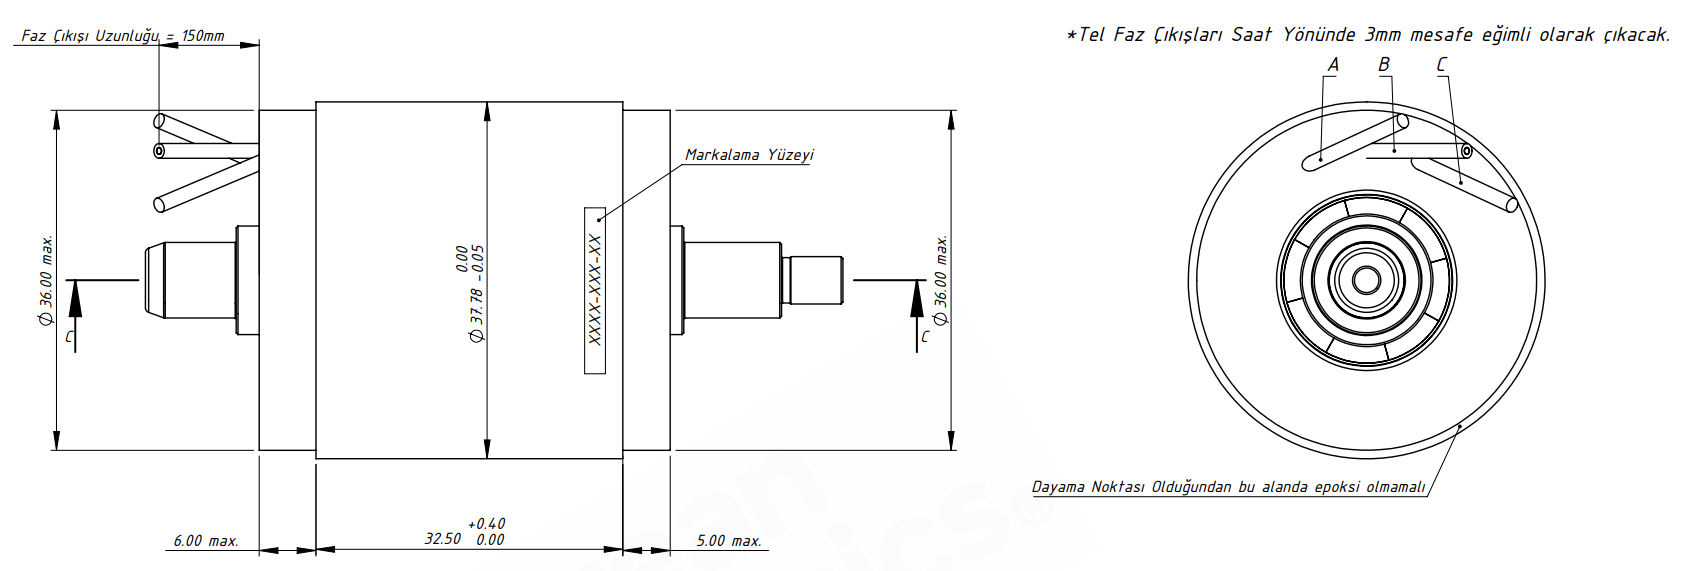 Faz Çıkışı Uzunluğu = 150mm
*Tel Faz Çıkışları Saat Yönünde 3mm mesafe eğimli olarak çıkacak.
A B C
Markalama Yüzeyi
Ø 36.00 max.
Ø 37.78 0.00 -0.05
XXXX-XXX-XX
Ø 36.00 max.
C
C
Dayama Noktası Olduğundan bu alanda epoksi olmamalı
6.00 max.
32.50 +0.40 0.00
5.00 max.
ean
ics®